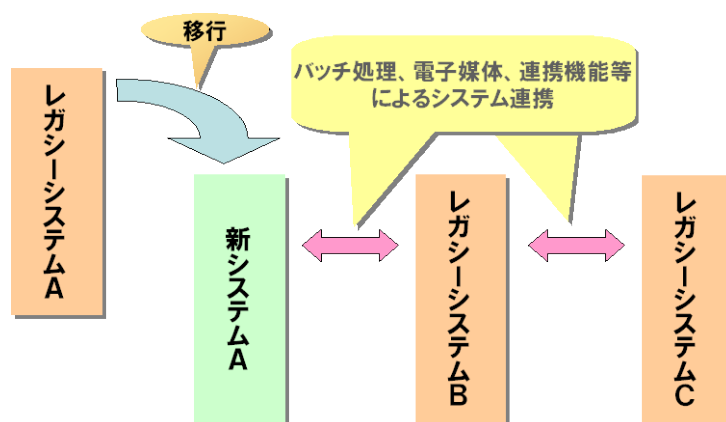 移行
バッチ処理、電子媒体、連携機能等
によるシステム連携
レガシーシステムA
新システムA
レガシーシステムB
レガシーシステムC